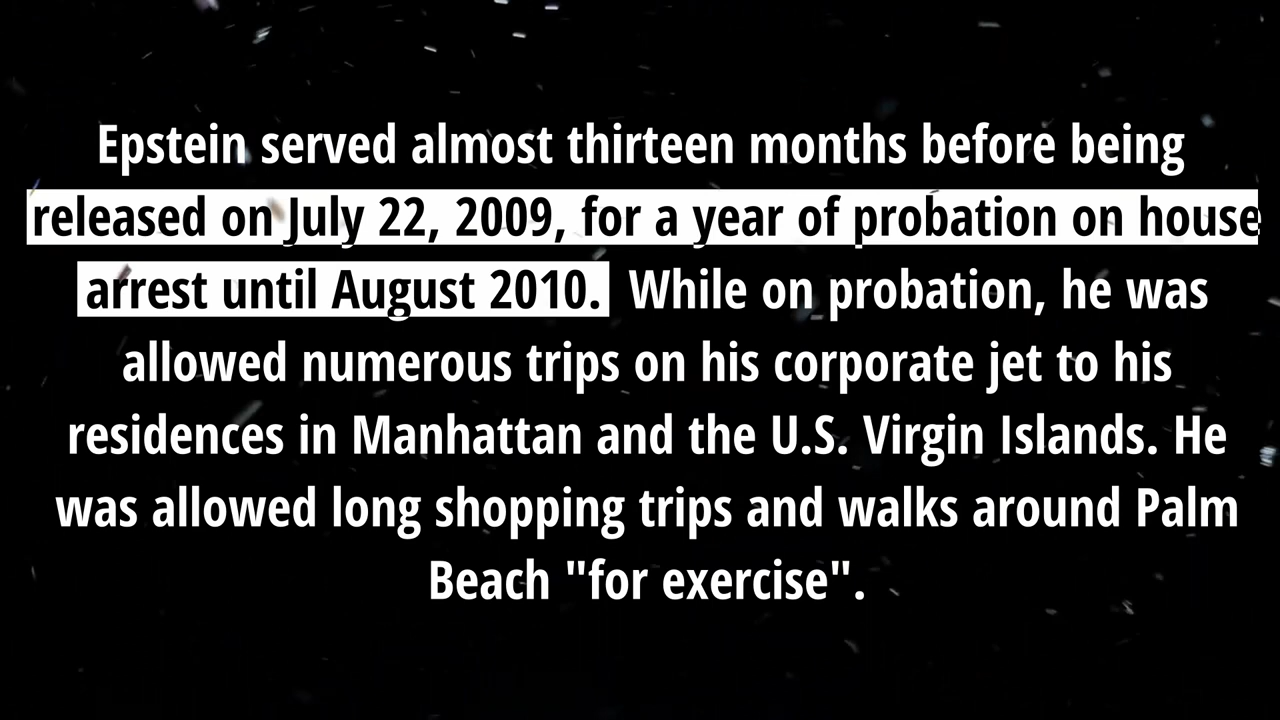 Epstein served almost thirteen months before being
released on July 22, 2009, for a year of probation on house
arrest until August 2010. While on probation, he was
allowed numerous trips on his corporate jet to his
residences in Manhattan and the U.S. Virgin Islands. He
was allowed long shopping trips and walks around Palm
Beach "for exercise".